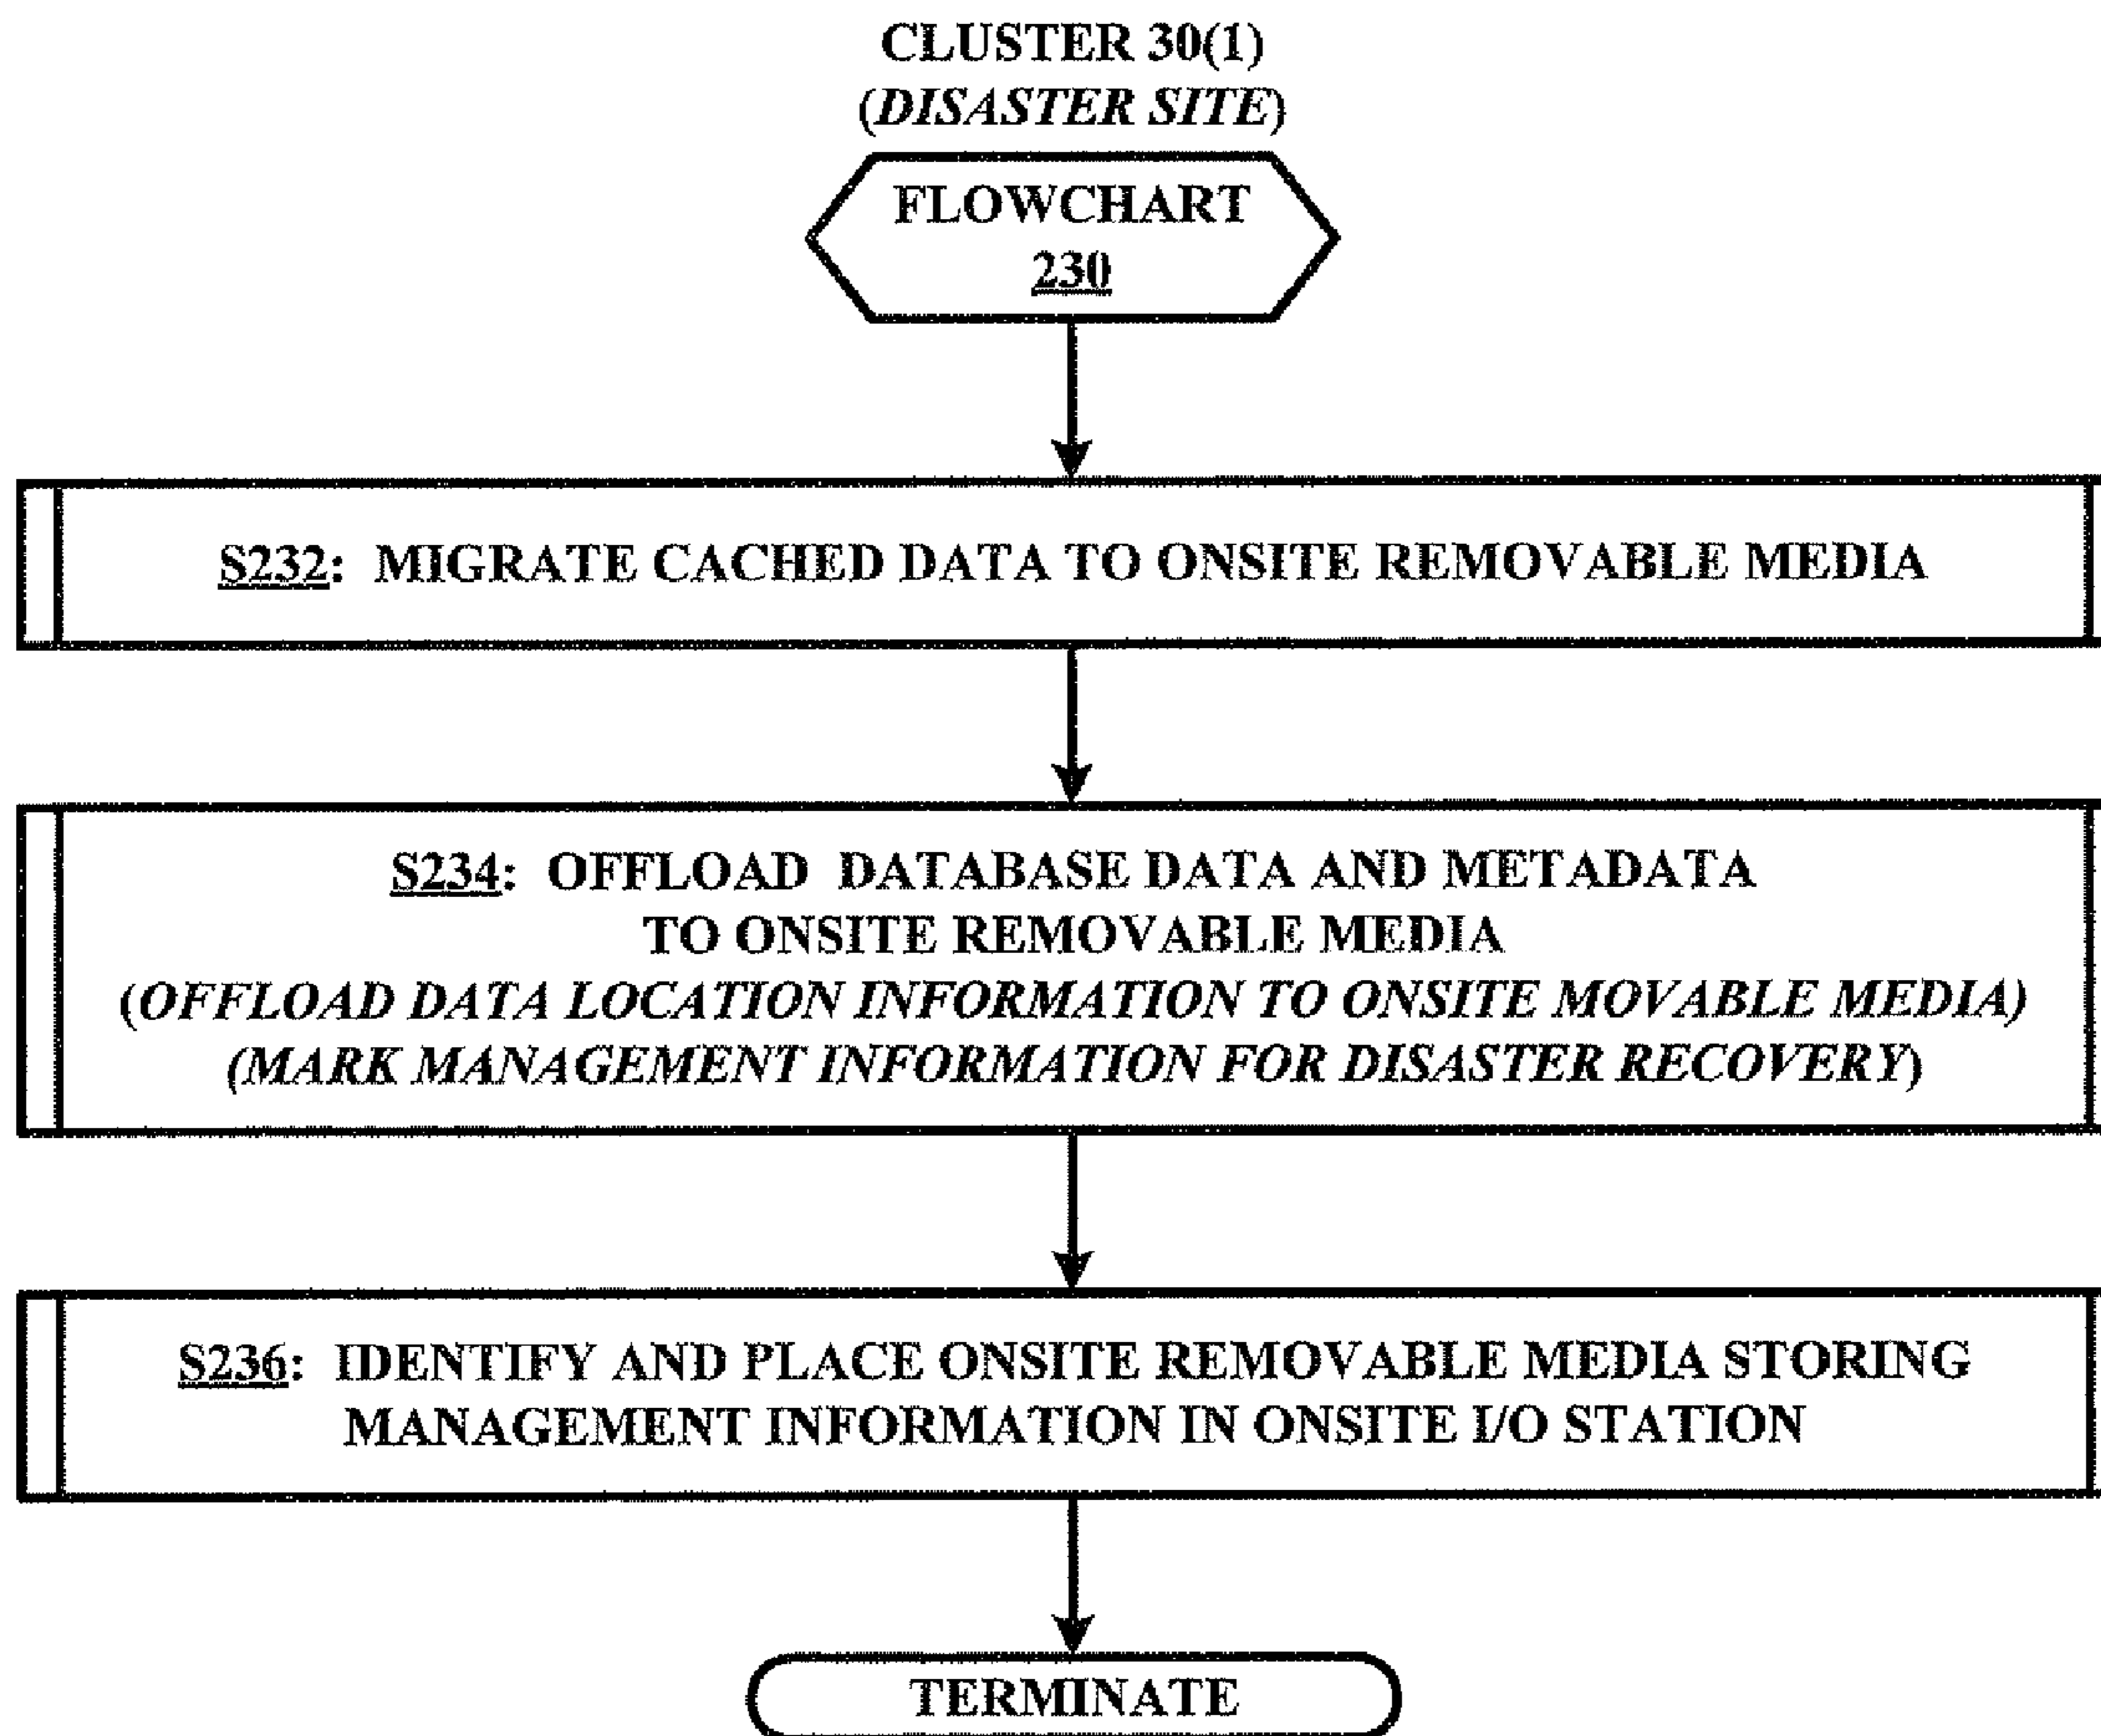 CLUSTER 30(1)
(DISASTER SITE)
FLOWCHART
230
S232: MIGRATE CACHED DATA TO ONSITE REMOVABLE MEDIA
S234: OFFLOAD DATABASE DATA AND METADATA
TO ONSITE REMOVABLE MEDIA
(OFFLOAD DATA LOCATION INFORMATION TO ONSITE MOVABLE MEDIA)
(MARK MANAGEMENT INFORMATION FOR DISASTER RECOVERY)
S236: IDENTIFY AND PLACE ONSITE REMOVABLE MEDIA STORING
MANAGEMENT INFORMATION IN ONSITE I/O STATION
TERMINATE